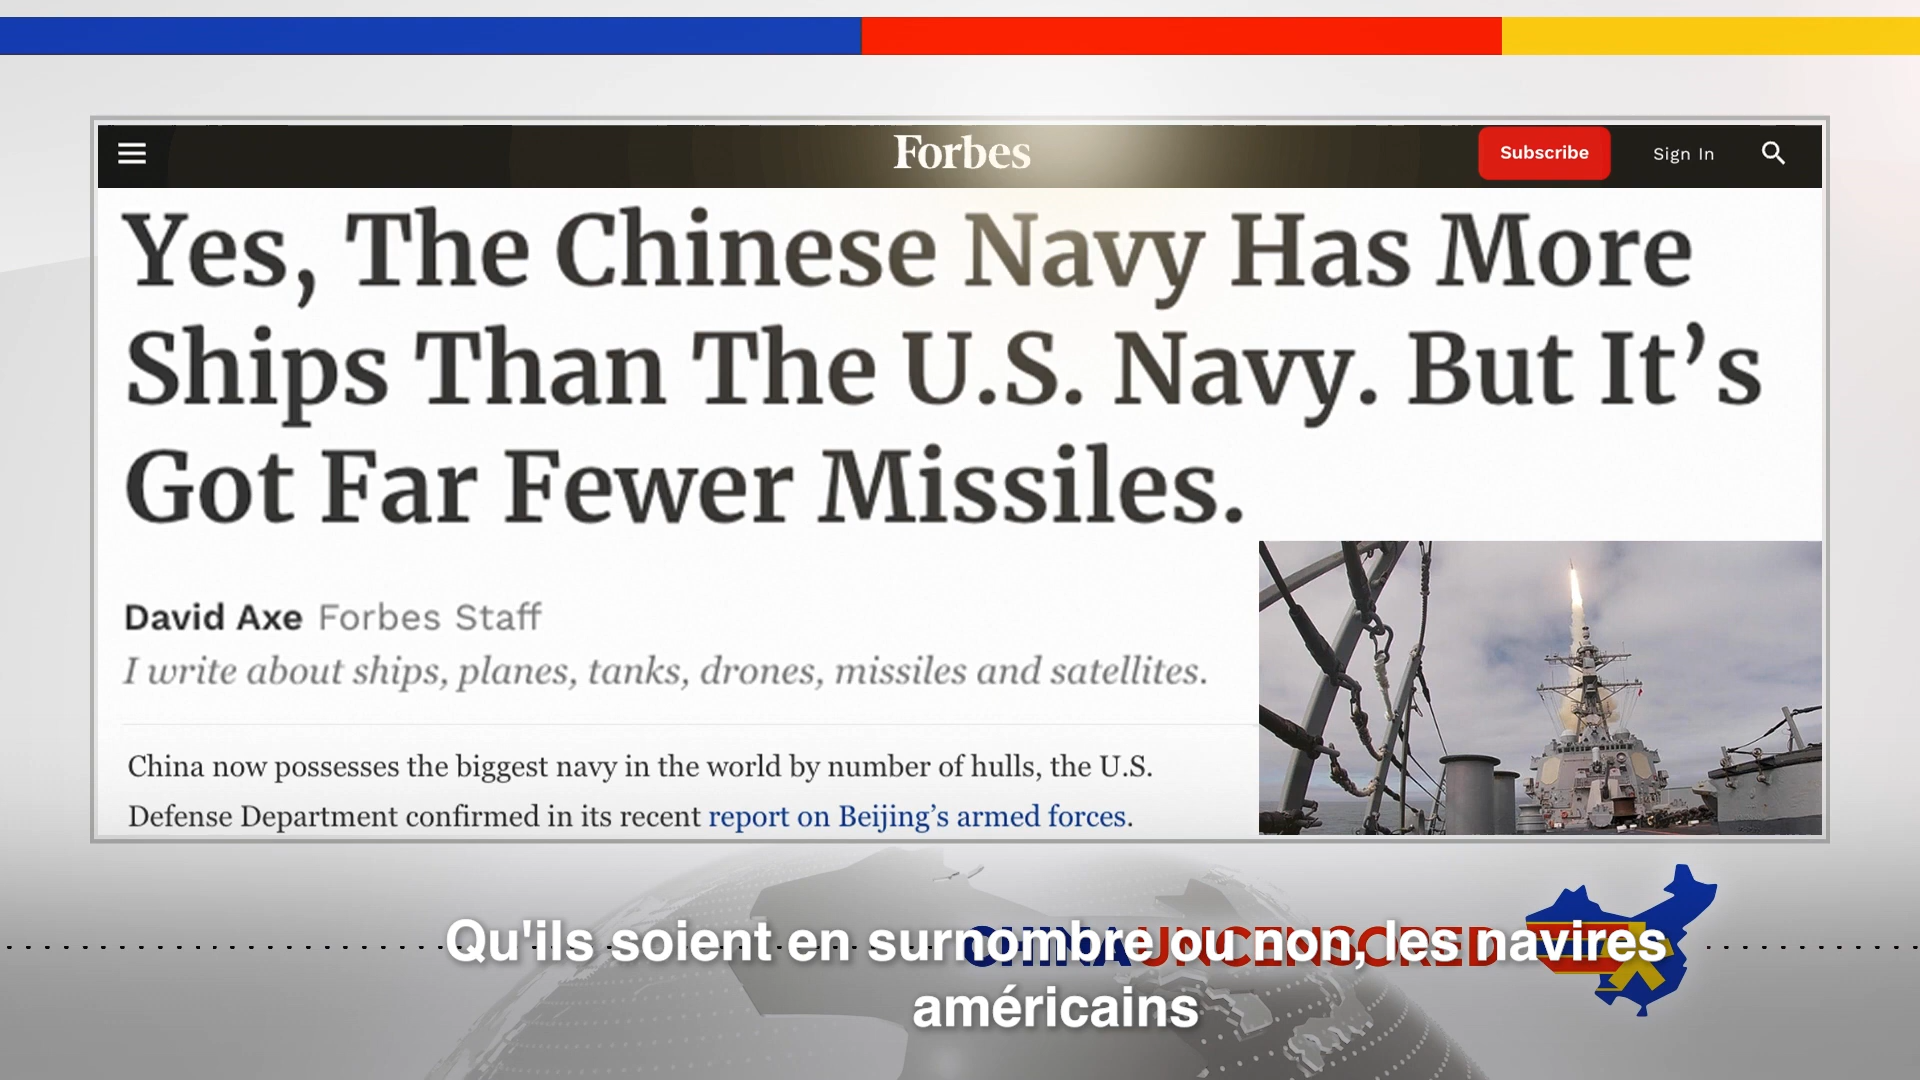 Forbes
Subscribe
Sign In
Yes, The Chinese Navy Has More
Ships Than The U.S. Navy. But It’s
Got Far Fewer Missiles.
David Axe Forbes Staff
I write about ships, planes, tanks, drones, missiles and satellites.
China now possesses the biggest navy in the world by number of hulls, the U.S.
Defense Department confirmed in its recent report on Beijing’s armed forces.
CHINA UNCENSORED
Qu'ils soient en surnombre ou non, les navires
américains